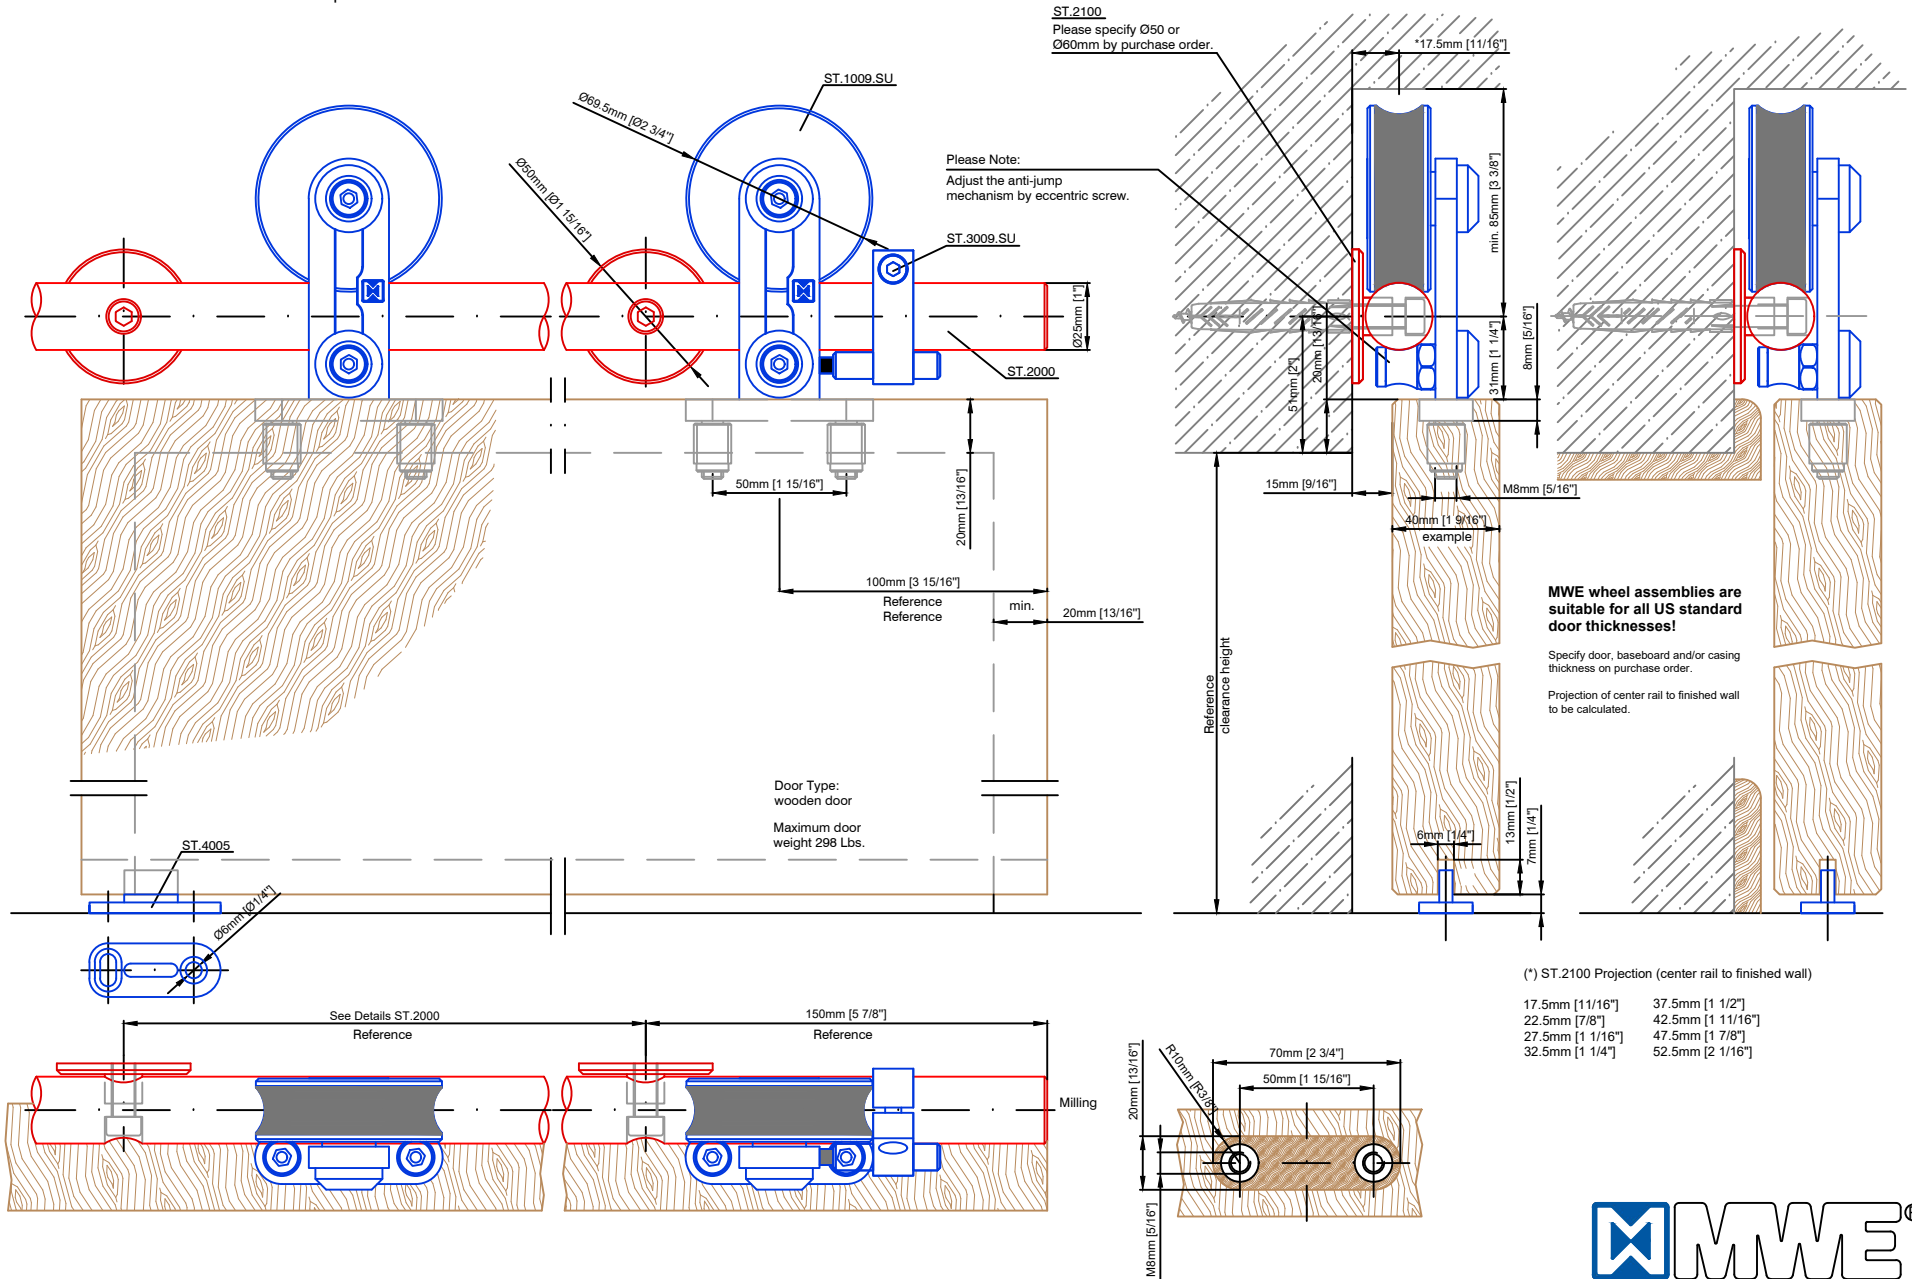 ST.2100
Please specify Ø50 or
Ø60mm by purchase order.
*17.5mm [11/16"]
ST.1009.SU
Ø69.5mm [Ø2 3/4"]
Ø50mm [Ø1 15/16"]
Please Note:
Adjust the anti-jump
mechanism by eccentric screw.
ST.3009.SU
Ø25mm [1"]
ST.2000
min. 85mm [3 3/8"]
31mm [1 1/4"]
8mm [5/16"]
20mm [13/16"]
51mm [2"]
50mm [1 15/16"]
20mm [13/16"]
15mm [9/16"]
M8mm [5/16"]
40mm [1 9/16"]
example
100mm [3 15/16"]
Reference
Reference
min.
20mm [13/16"]
Reference
clearance height
MWE wheel assemblies are
suitable for all US standard
door thicknesses!
Specify door, baseboard and/or casing
thickness on purchase order.
Projection of center rail to finished wall
to be calculated.
Door Type:
wooden door
Maximum door
weight 298 Lbs.
6mm [1/4"]
13mm [1/2"]
7mm [1/4"]
ST.4005
Ø6mm [Ø1/4"]
(*) ST.2100 Projection (center rail to finished wall)
17.5mm [11/16"] 37.5mm [1 1/2"]
22.5mm [7/8"] 42.5mm [1 11/16"]
27.5mm [1 1/16"] 47.5mm [1 7/8"]
32.5mm [1 1/4"] 52.5mm [2 1/16"]
See Details ST.2000
Reference
150mm [5 7/8"]
Reference
Milling
R10mm [R3/8"]
70mm [2 3/4"]
50mm [1 15/16"]
20mm [13/16"]
M8mm [5/16"]
MWE®